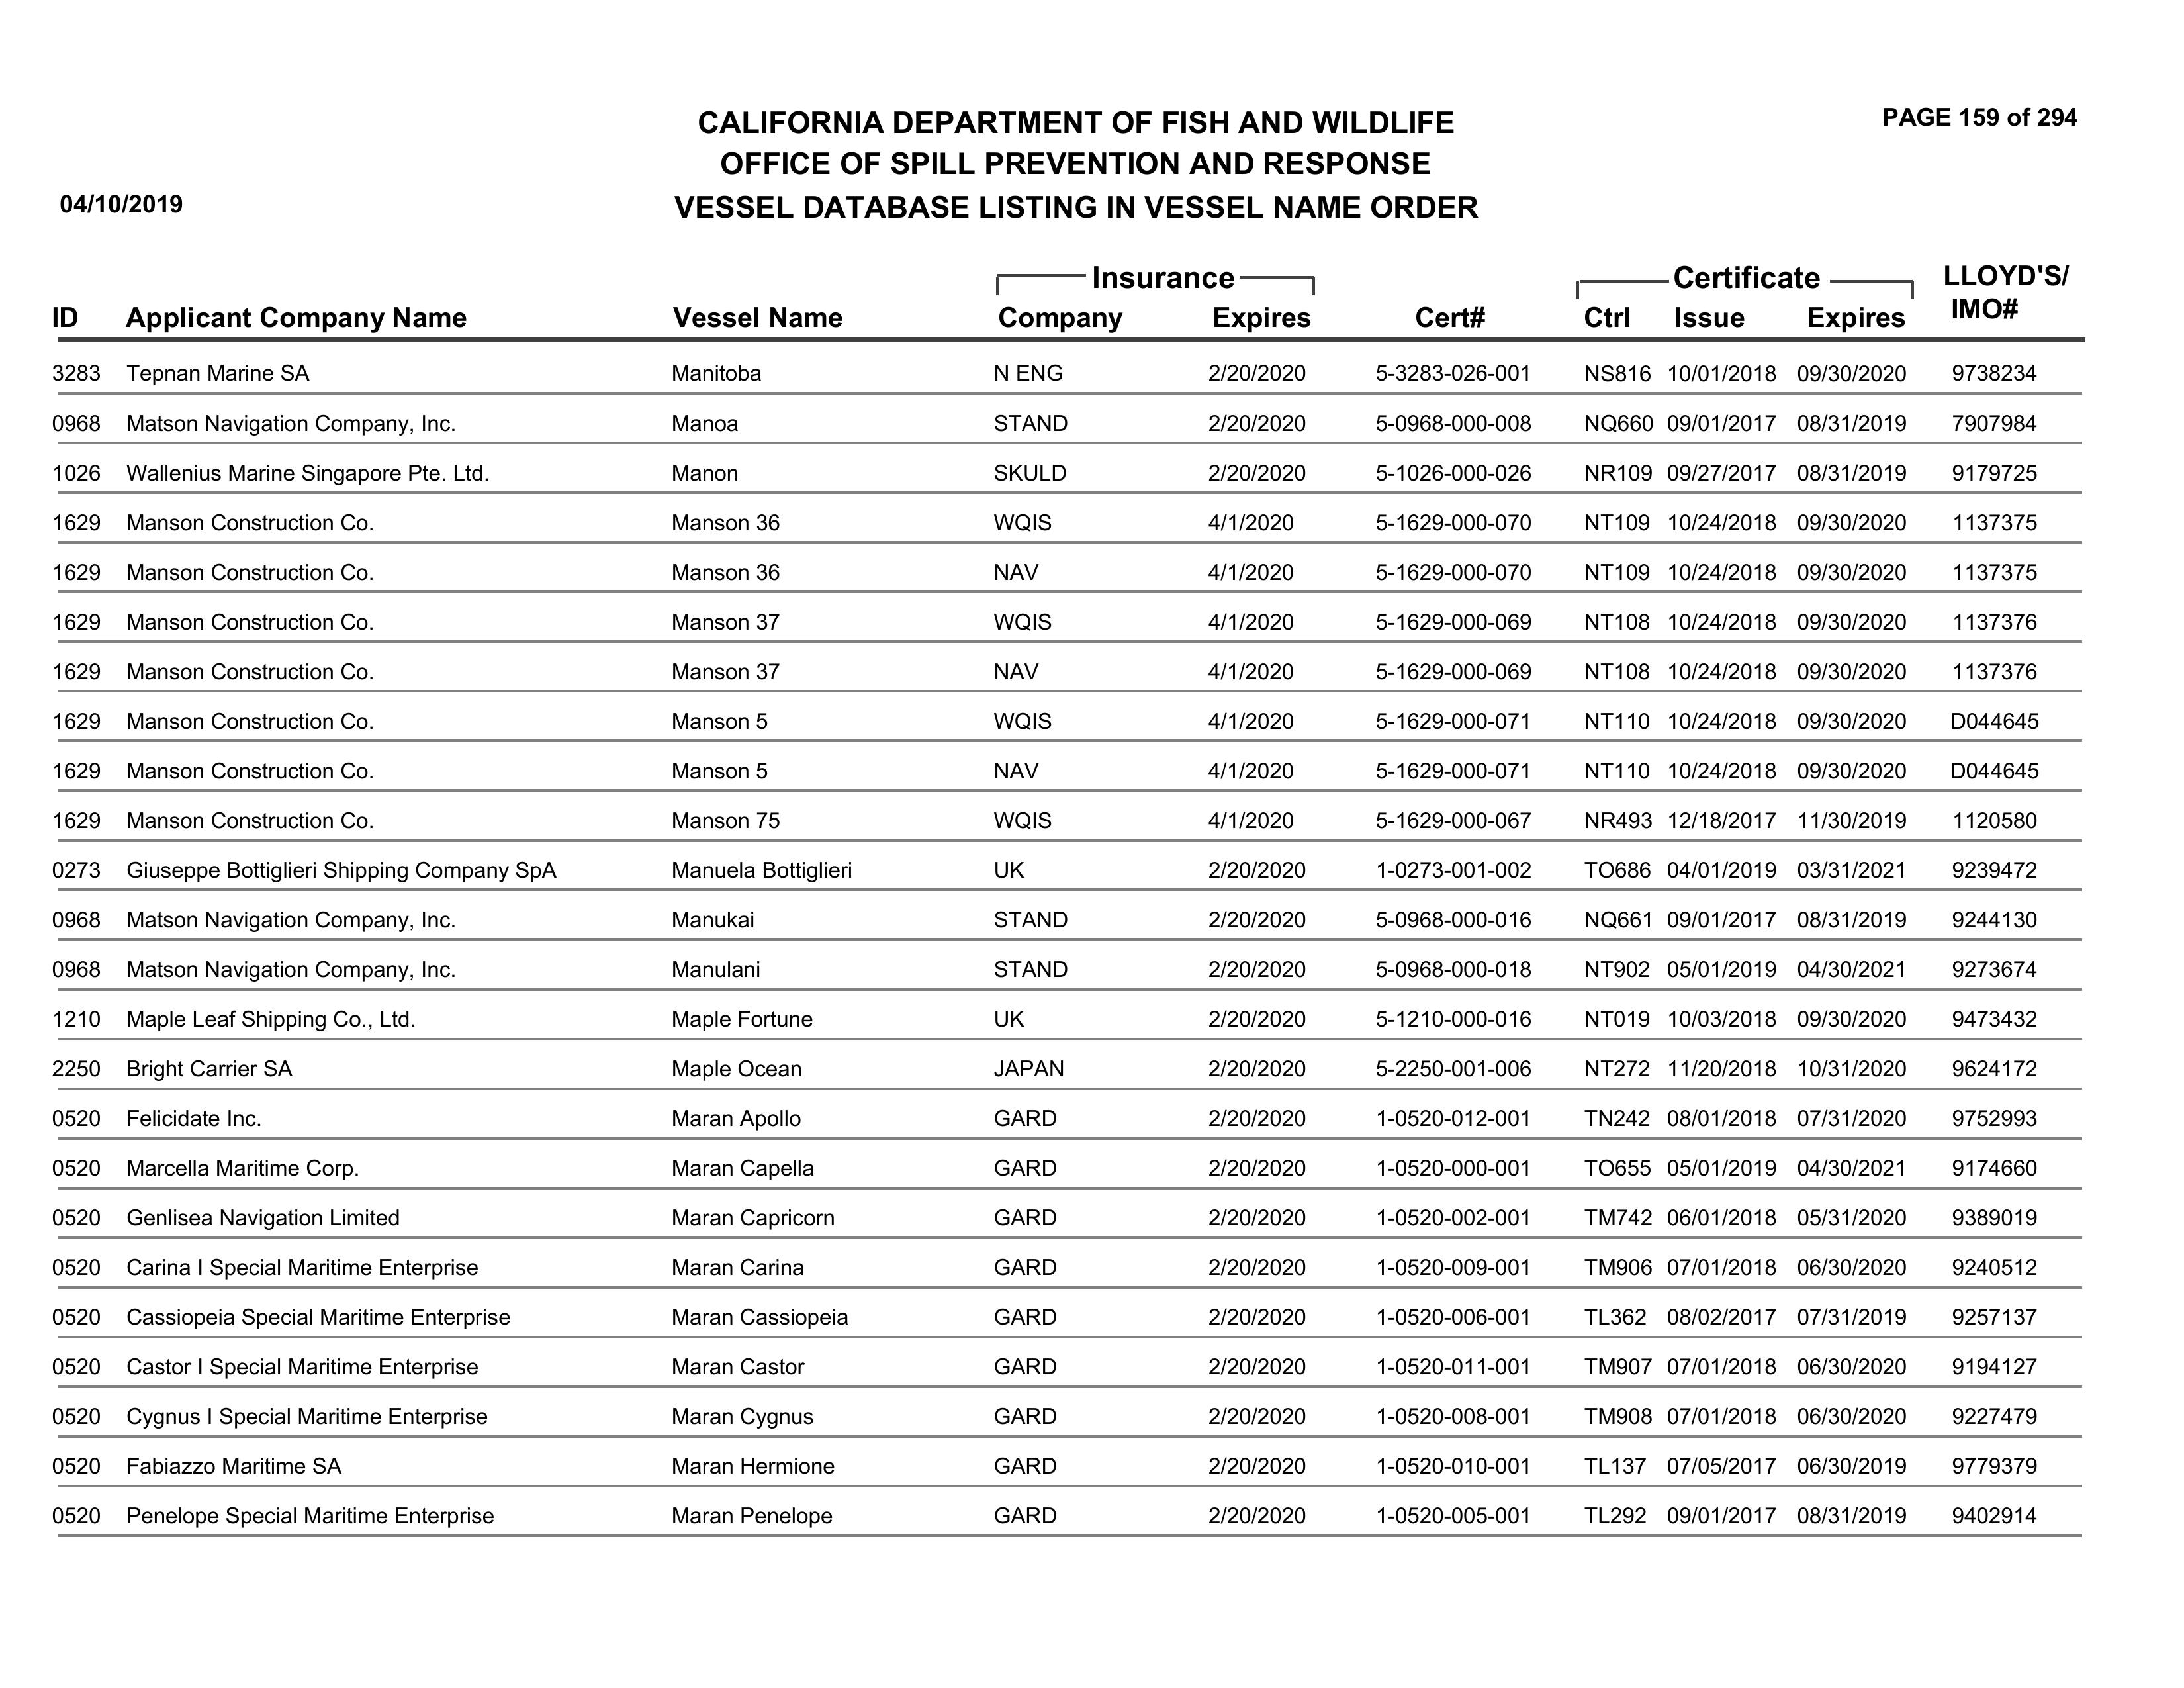 CALIFORNIA DEPARTMENT OF FISH AND WILDLIFE
PAGE 159 of 294
OFFICE OF SPILL PREVENTION AND RESPONSE
04/10/2019
VESSEL DATABASE LISTING IN VESSEL NAME ORDER
Insurance Certificate LLOYD'S/
ID Applicant Company Name Vessel Name Company Expires Cert# Ctrl Issue Expires IMO#
3283 Tepnan Marine SA Manitoba N ENG 2/20/2020 5-3283-026-001 NS816 10/01/2018 09/30/2020 9738234
0968 Matson Navigation Company, Inc. Manoa STAND 2/20/2020 5-0968-000-008 NQ660 09/01/2017 08/31/2019 7907984
1026 Wallenius Marine Singapore Pte. Ltd. Manon SKULD 2/20/2020 5-1026-000-026 NR109 09/27/2017 08/31/2019 9179725
1629 Manson Construction Co. Manson 36 WQIS 4/1/2020 5-1629-000-070 NT109 10/24/2018 09/30/2020 1137375
1629 Manson Construction Co. Manson 36 NAV 4/1/2020 5-1629-000-070 NT109 10/24/2018 09/30/2020 1137375
1629 Manson Construction Co. Manson 37 WQIS 4/1/2020 5-1629-000-069 NT108 10/24/2018 09/30/2020 1137376
1629 Manson Construction Co. Manson 37 NAV 4/1/2020 5-1629-000-069 NT108 10/24/2018 09/30/2020 1137376
1629 Manson Construction Co. Manson 5 WQIS 4/1/2020 5-1629-000-071 NT110 10/24/2018 09/30/2020 D044645
1629 Manson Construction Co. Manson 5 NAV 4/1/2020 5-1629-000-071 NT110 10/24/2018 09/30/2020 D044645
1629 Manson Construction Co. Manson 75 WQIS 4/1/2020 5-1629-000-067 NR493 12/18/2017 11/30/2019 1120580
0273 Giuseppe Bottiglieri Shipping Company SpA Manuela Bottiglieri UK 2/20/2020 1-0273-001-002 TO686 04/01/2019 03/31/2021 9239472
0968 Matson Navigation Company, Inc. Manukai STAND 2/20/2020 5-0968-000-016 NQ661 09/01/2017 08/31/2019 9244130
0968 Matson Navigation Company, Inc. Manulani STAND 2/20/2020 5-0968-000-018 NT902 05/01/2019 04/30/2021 9273674
1210 Maple Leaf Shipping Co., Ltd. Maple Fortune UK 2/20/2020 5-1210-000-016 NT019 10/03/2018 09/30/2020 9473432
2250 Bright Carrier SA Maple Ocean JAPAN 2/20/2020 5-2250-001-006 NT272 11/20/2018 10/31/2020 9624172
0520 Felicidate Inc. Maran Apollo GARD 2/20/2020 1-0520-012-001 TN242 08/01/2018 07/31/2020 9752993
0520 Marcella Maritime Corp. Maran Capella GARD 2/20/2020 1-0520-000-001 TO655 05/01/2019 04/30/2021 9174660
0520 Genlisea Navigation Limited Maran Capricorn GARD 2/20/2020 1-0520-002-001 TM742 06/01/2018 05/31/2020 9389019
0520 Carina I Special Maritime Enterprise Maran Carina GARD 2/20/2020 1-0520-009-001 TM906 07/01/2018 06/30/2020 9240512
0520 Cassiopeia Special Maritime Enterprise Maran Cassiopeia GARD 2/20/2020 1-0520-006-001 TL362 08/02/2017 07/31/2019 9257137
0520 Castor I Special Maritime Enterprise Maran Castor GARD 2/20/2020 1-0520-011-001 TM907 07/01/2018 06/30/2020 9194127
0520 Cygnus I Special Maritime Enterprise Maran Cygnus GARD 2/20/2020 1-0520-008-001 TM908 07/01/2018 06/30/2020 9227479
0520 Fabiazzo Maritime SA Maran Hermione GARD 2/20/2020 1-0520-010-001 TL137 07/05/2017 06/30/2019 9779379
0520 Penelope Special Maritime Enterprise Maran Penelope GARD 2/20/2020 1-0520-005-001 TL292 09/01/2017 08/31/2019 9402914